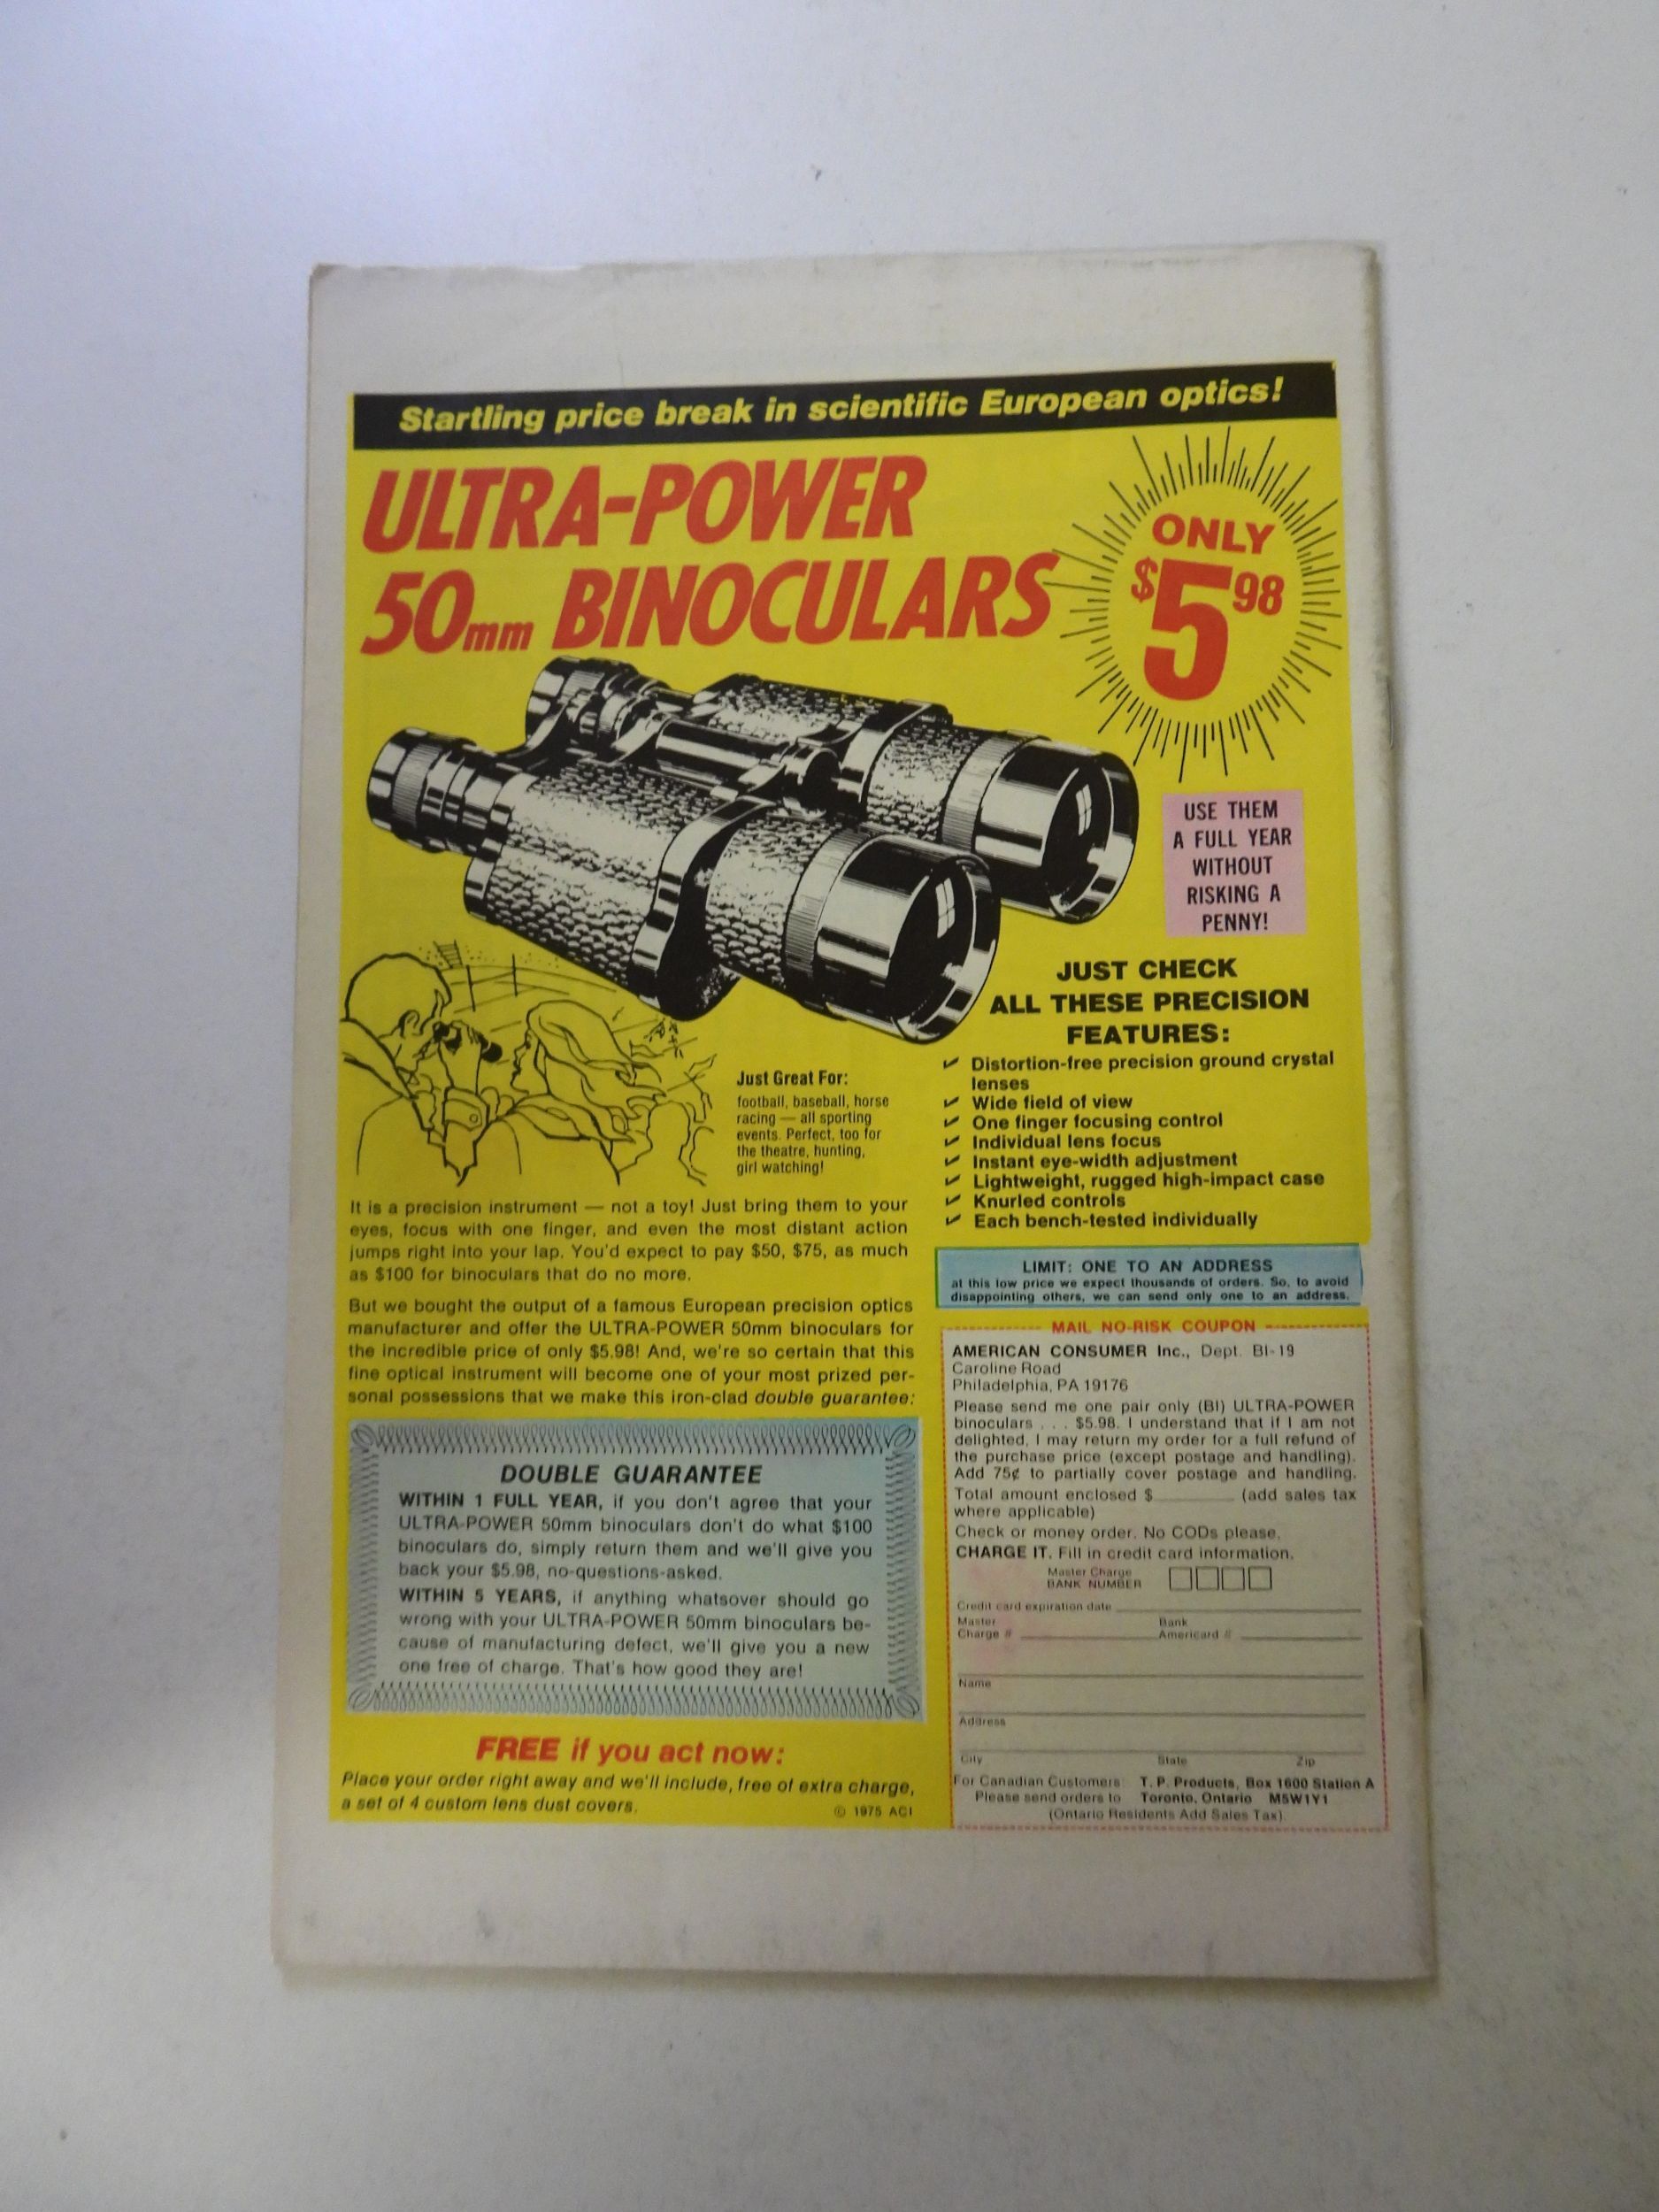 Startling price break in scientific European optics!
ULTRA-POWER
50mm BINOCULARS
ONLY
$5 98
USE THEM
A FULL YEAR
WITHOUT
RISKING A
PENNY!
JUST CHECK
ALL THESE PRECISION
FEATURES:
✓ Distortion-free precision ground crystal
lenses
✓ Wide field of view
✓ One finger focusing control
✓ Individual lens focus
✓ Instant eye-width adjustment
✓ Lightweight, rugged high-impact case
✓ Knurled controls
✓ Each bench-tested individually
Just Great For:
football, baseball, horse
racing — all sporting
events. Perfect, too for
the theatre, hunting,
girl watching!
It is a precision instrument — not a toy! Just bring them to your
eyes, focus with one finger, and even the most distant action
jumps right into your lap. You'd expect to pay $50, $75, as much
as $100 for binoculars that do no more.
But we bought the output of a famous European precision optics
manufacturer and offer the ULTRA-POWER 50mm binoculars for
the incredible price of only $5.98! And, we're so certain that this
fine optical instrument will become one of your most prized per-
sonal possessions that we make this iron-clad double guarantee:
DOUBLE GUARANTEE
WITHIN 1 FULL YEAR, if you don't agree that your
ULTRA-POWER 50mm binoculars don't do what $100
binoculars do, simply return them and we'll give you
back your $5.98, no-questions-asked.
WITHIN 5 YEARS, if anything whatsover should go
wrong with your ULTRA-POWER 50mm binoculars be-
cause of manufacturing defect, we'll give you a new
one free of charge. That's how good they are!
FREE if you act now:
Place your order right away and we'll include, free of extra charge,
a set of 4 custom lens dust covers.
© 1975 ACI
LIMIT: ONE TO AN ADDRESS
at this low price we expect thousands of orders. So, to avoid
disappointing others, we can send only one to an address.
MAIL NO-RISK COUPON
AMERICAN CONSUMER Inc., Dept. BI-19
Caroline Road
Philadelphia, PA 19176
Please send me one pair only (BI) ULTRA-POWER
binoculars . . . $5.98. I understand that if I am not
delighted, I may return my order for a full refund of
the purchase price (except postage and handling).
Add 75¢ to partially cover postage and handling.
Total amount enclosed $ (add sales tax
where applicable)
Check or money order. No CODs please.
CHARGE IT. Fill in credit card information.
Master Charge
BANK NUMBER
Credit card expiration date
Master Bank
Charge # Americard #
Name
Address
City State Zip
For Canadian Customers: T. P. Products, Box 1600 Station A
Please send orders to Toronto, Ontario M5W1Y1
(Ontario Residents Add Sales Tax)